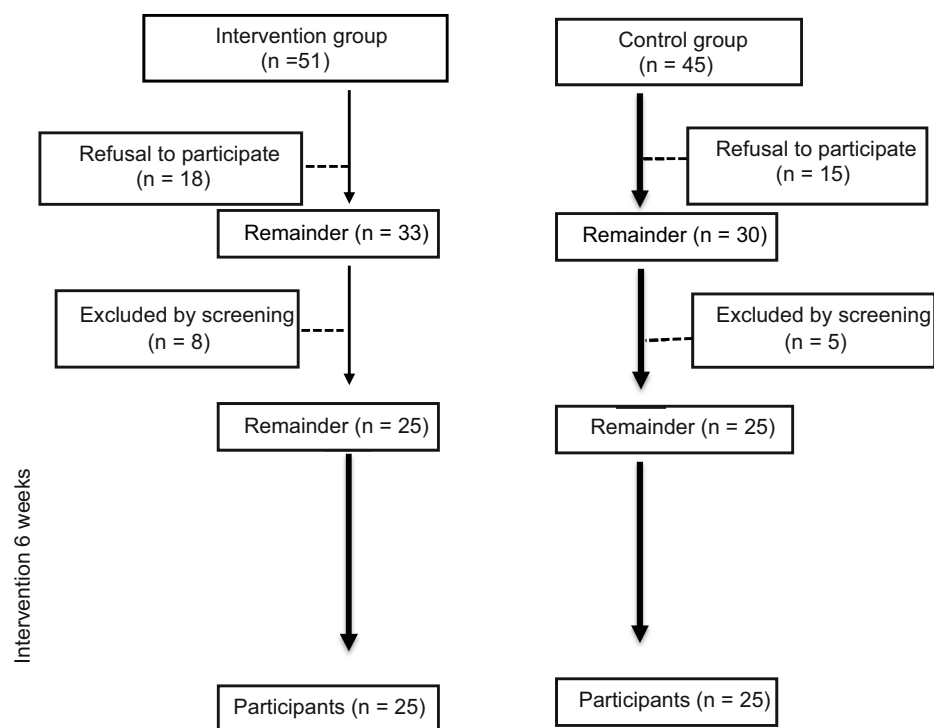 Intervention group
(n =51)
Control group
(n = 45)
Refusal to participate
(n = 18)
Refusal to participate
(n = 15)
Remainder (n = 33)
Remainder (n = 30)
Excluded by screening
(n = 8)
Excluded by screening
(n = 5)
Remainder (n = 25)
Remainder (n = 25)
Intervention 6 weeks
Participants (n = 25)
Participants (n = 25)